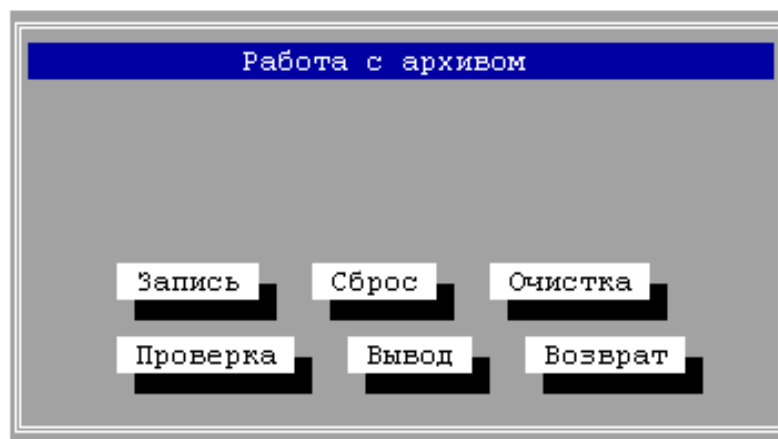 Работа с архивом
Запись Сброс Очистка
Проверка Вывод Возврат